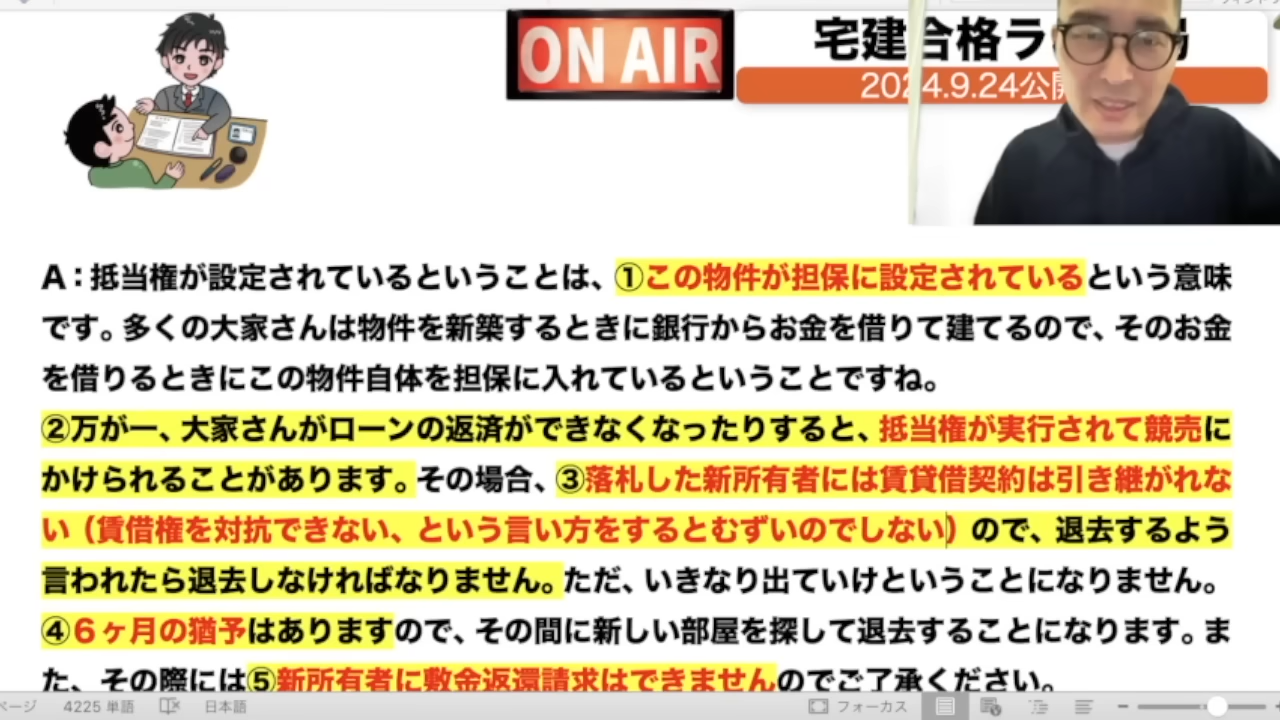 ON AIR
宅建合格ラ
2024.9.24公開
A：抵当権が設定されているということは、①この物件が担保に設定されているという意味
です。多くの大家さんは物件を新築するときに銀行からお金を借りて建てるので、そのお金
を借りるときにこの物件自体を担保に入れているということですね。
②万が一、大家さんがローンの返済ができなくなったりすると、抵当権が実行されて競売に
かけられることがあります。その場合、③落札した新所有者には賃貸借契約は引き継がれな
い（賃借権を対抗できない、という言い方をするとむずいのでしない）ので、退去するよう
言われたら退去しなければなりません。ただ、いきなり出ていけということになりません。
④６ヶ月の猶予はありますので、その間に新しい部屋を探して退去することになります。ま
た、その際には⑤新所有者に敷金返還請求はできませんのでご了承ください。
ページ 4225 単語 日本語 フォーカス